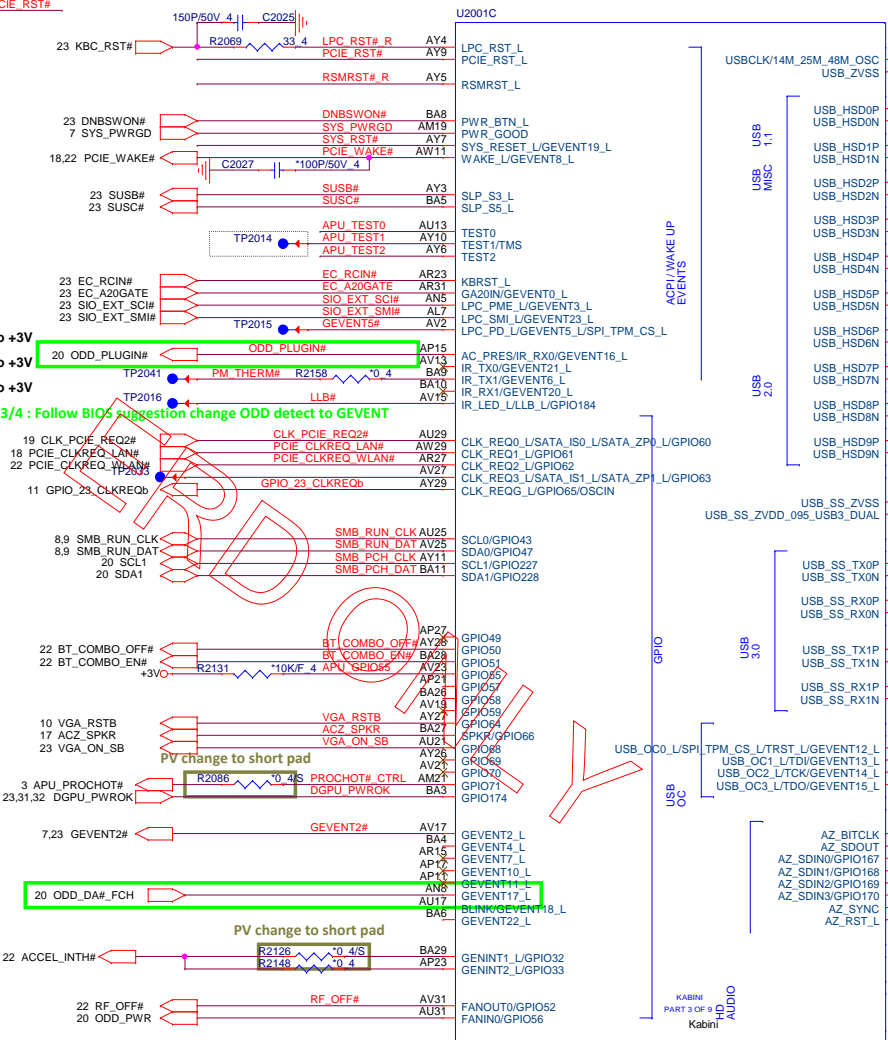 CIE_RST#
150P/50V_4 C2025
U2001C
23 KBC_RST# R2069 33_4 LPC_RST#_R AY4 LPC_RST_L
PCIE_RST# AY9 PCIE_RST_L USBCLK/14M_25M_48M_OSC
USB_ZVSS
RSMRST#_R AY5 RSMRST_L
23 DNBSWON# DNBSWON# BA8 PWR_BTN_L USB_HSD0P
7 SYS_PWRGD SYS_PWRGD AM19 PWR_GOOD USB_HSD0N
SYS_RST# AY7 SYS_RESET_L/GEVENT19_L USB_HSD1P
18,22 PCIE_WAKE# PCIE_WAKE# AW11 WAKE_L/GEVENT8_L USB_HSD1N
C2027 *100P/50V_4
USB 1.1
USB MISC
USB_HSD2P
23 SUSB# SUSB# AY3 SLP_S3_L USB_HSD2N
23 SUSC# SUSC# BA5 SLP_S5_L
USB_HSD3P
APU_TEST0 AU13 TEST0 USB_HSD3N
TP2014 APU_TEST1 AY10 TEST1/TMS
APU_TEST2 AY6 TEST2 USB_HSD4P
USB_HSD4N
ACPI / WAKE UP EVENTS
23 EC_RCIN# EC_RCIN# AR23 KBRST_L
23 EC_A20GATE EC_A20GATE AR31 GA20IN/GEVENT0_L USB_HSD5P
23 SIO_EXT_SCI# SIO_EXT_SCI# AN5 LPC_PME_L/GEVENT3_L USB_HSD5N
23 SIO_EXT_SMI# SIO_EXT_SMI# AL7 LPC_SMI_L/GEVENT23_L
TP2015 GEVENT5# AV2 LPC_PD_L/GEVENT5_L/SPI_TPM_CS_L USB_HSD6P
o +3V USB_HSD6N
20 ODD_PLUGIN# ODD_PLUGIN# AP15 AC_PRES/IR_RX0/GEVENT16_L
o +3V AV13 IR_TX0/GEVENT21_L USB_HSD7P
TP2041 PM_THERM# R2158 *0_4 BA9 IR_TX1/GEVENT6_L USB_HSD7N
o +3V BA10 IR_RX1/GEVENT20_L
USB 2.0
TP2016 LLB# AV15 IR_LED_L/LLB_L/GPIO184 USB_HSD8P
3/4 : Follow BIOS suggestion change ODD detect to GEVENT USB_HSD8N
19 CLK_PCIE_REQ2# CLK_PCIE_REQ2# AU29 CLK_REQ0_L/SATA_IS0_L/SATA_ZP0_L/GPIO60 USB_HSD9P
18 PCIE_CLKREQ_LAN# PCIE_CLKREQ_LAN# AW29 CLK_REQ1_L/GPIO61 USB_HSD9N
22 PCIE_CLKREQ_WLAN# PCIE_CLKREQ_WLAN# AR27 CLK_REQ2_L/GPIO62
TP2033 AV27 CLK_REQ3_L/SATA_IS1_L/SATA_ZP1_L/GPIO63
11 GPIO_23_CLKREQb GPIO_23_CLKREQb AY29 CLK_REQG_L/GPIO65/OSCIN
USB_SS_ZVSS
USB_SS_ZVDD_095_USB3_DUAL
8,9 SMB_RUN_CLK SMB_RUN_CLK AU25 SCL0/GPIO43
8,9 SMB_RUN_DAT SMB_RUN_DAT AV25 SDA0/GPIO47
20 SCL1 SMB_PCH_CLK AY11 SCL1/GPIO227 USB_SS_TX0P
20 SDA1 SMB_PCH_DAT BA11 SDA1/GPIO228 USB_SS_TX0N
USB_SS_RX0P
USB_SS_RX0N
GPIO
USB 3.0
AP27 GPIO49
22 BT_COMBO_OFF# BT_COMBO_OFF# AY28 GPIO50 USB_SS_TX1P
22 BT_COMBO_EN# BT_COMBO_EN# BA28 GPIO51 USB_SS_TX1N
+3V R2131 *10K/F_4 APU_GPIO55 AV23 GPIO55
AP21 GPIO57 USB_SS_RX1P
BA26 GPIO58 USB_SS_RX1N
AV19 GPIO59
10 VGA_RSTB VGA_RSTB AY27 GPIO64
17 ACZ_SPKR ACZ_SPKR BA27 SPKR/GPIO66
23 VGA_ON_SB VGA_ON_SB AU21 GPIO68 USB_OC0_L/SPI_TPM_CS_L/TRST_L/GEVENT12_L
PV change to short pad AY26 GPIO69 USB_OC1_L/TDI/GEVENT13_L
AV21 GPIO70 USB_OC2_L/TCK/GEVENT14_L
3 APU_PROCHOT# R2086 *0_4/S PROCHOT#_CTRL AM21 GPIO71 USB_OC3_L/TDO/GEVENT15_L
23,31,32 DGPU_PWROK DGPU_PWROK BA3 GPIO174
USB OC
7,23 GEVENT2# GEVENT2# AV17 GEVENT2_L AZ_BITCLK
BA4 GEVENT4_L AZ_SDOUT
AR15 GEVENT7_L AZ_SDIN0/GPIO167
AP17 GEVENT10_L AZ_SDIN1/GPIO168
AP11 GEVENT11_L AZ_SDIN2/GPIO169
20 ODD_DA#_FCH AN8 GEVENT17_L AZ_SDIN3/GPIO170
AU17 BLINK/GEVENT18_L AZ_SYNC
BA6 GEVENT22_L AZ_RST_L
PV change to short pad
22 ACCEL_INTH# R2126 *0_4/S BA29 GENINT1_L/GPIO32
R2148 *0_4 AP23 GENINT2_L/GPIO33
22 RF_OFF# RF_OFF# AV31 FANOUT0/GPIO52
20 ODD_PWR AU31 FANIN0/GPIO56
HD AUDIO
KABINI
PART 3 OF 9
Kabini
ONLY